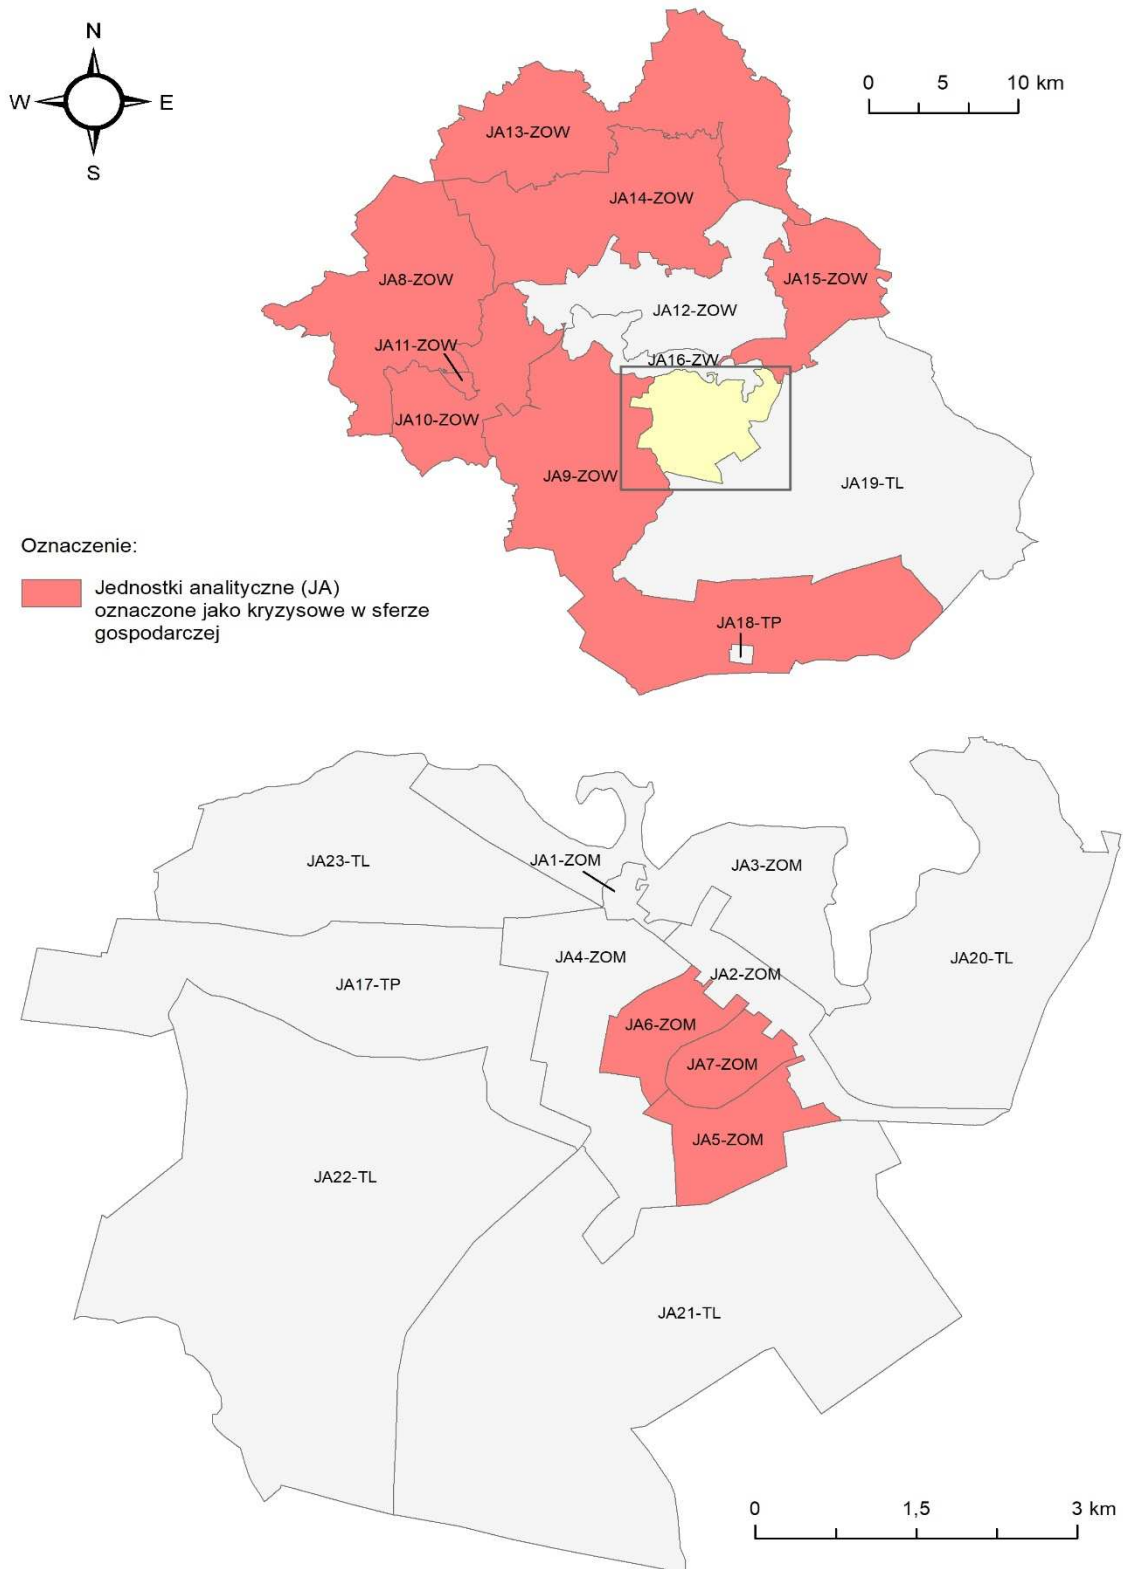 N
W E
S
0 5 10 km
JA13-ZOW
JA14-ZOW
JA8-ZOW
JA15-ZOW
JA12-ZOW
JA11-ZOW
JA16-ZW
JA10-ZOW
JA9-ZOW
JA19-TL
Oznaczenie:
Jednostki analityczne (JA)
oznaczone jako kryzysowe w sferze
gospodarczej
JA18-TP
JA23-TL
JA1-ZOM
JA3-ZOM
JA4-ZOM
JA20-TL
JA2-ZOM
JA17-TP
JA6-ZOM
JA7-ZOM
JA5-ZOM
JA22-TL
JA21-TL
0 1,5 3 km